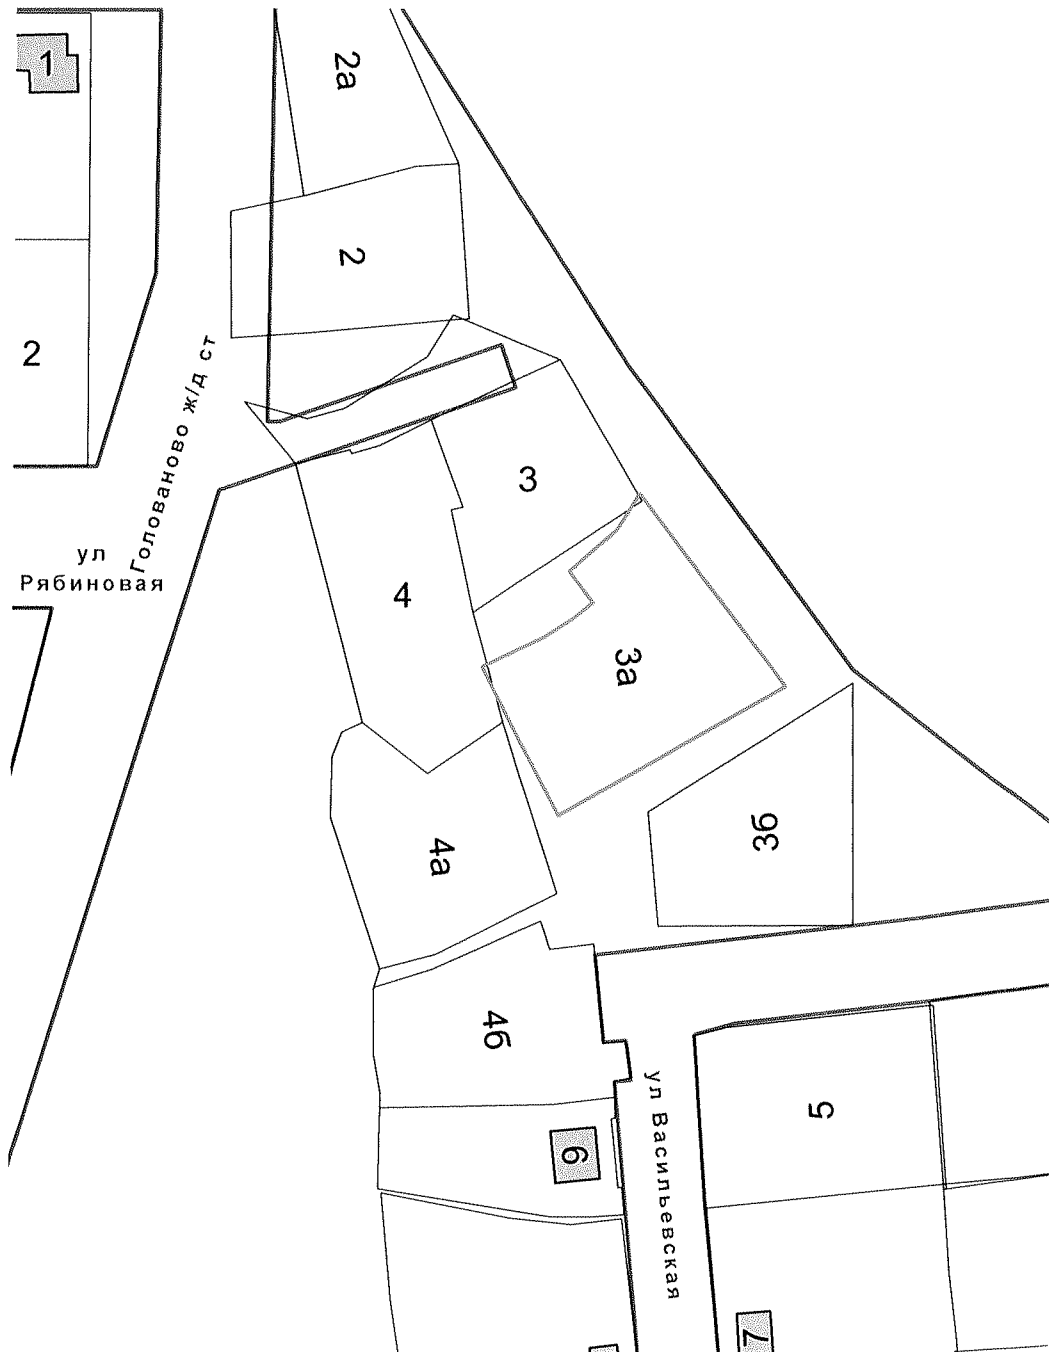 1
2а
2
2
Голованово ж/д ст
3
ул
Рябиновая
4
3а
3б
4а
4б
ул Васильевская
5
6
7